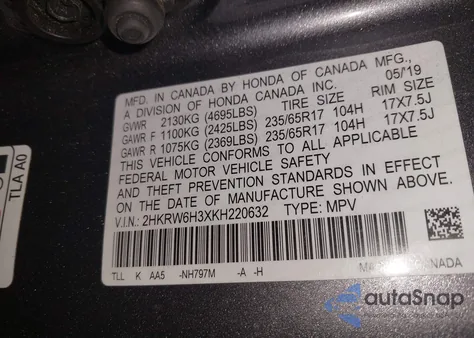 MFD. IN CANADA BY HONDA OF CANADA MFG.,
A DIVISION OF HONDA CANADA INC. 05/19
GVWR 2130KG (4695LBS) TIRE SIZE RIM SIZE
GAWR F 1100KG (2425LBS) 235/65R17 104H 17X7.5J
GAWR R 1075KG (2369LBS) 235/65R17 104H 17X7.5J
THIS VEHICLE CONFORMS TO ALL APPLICABLE
FEDERAL MOTOR VEHICLE SAFETY
AND THEFT PREVENTION STANDARDS IN EFFECT
ON THE DATE OF MANUFACTURE SHOWN ABOVE.
V.I.N.: 2HKRW6H3XKH220632 TYPE: MPV
TLL K AA5 -NH797M -A -H
TLA A0
autoSnap